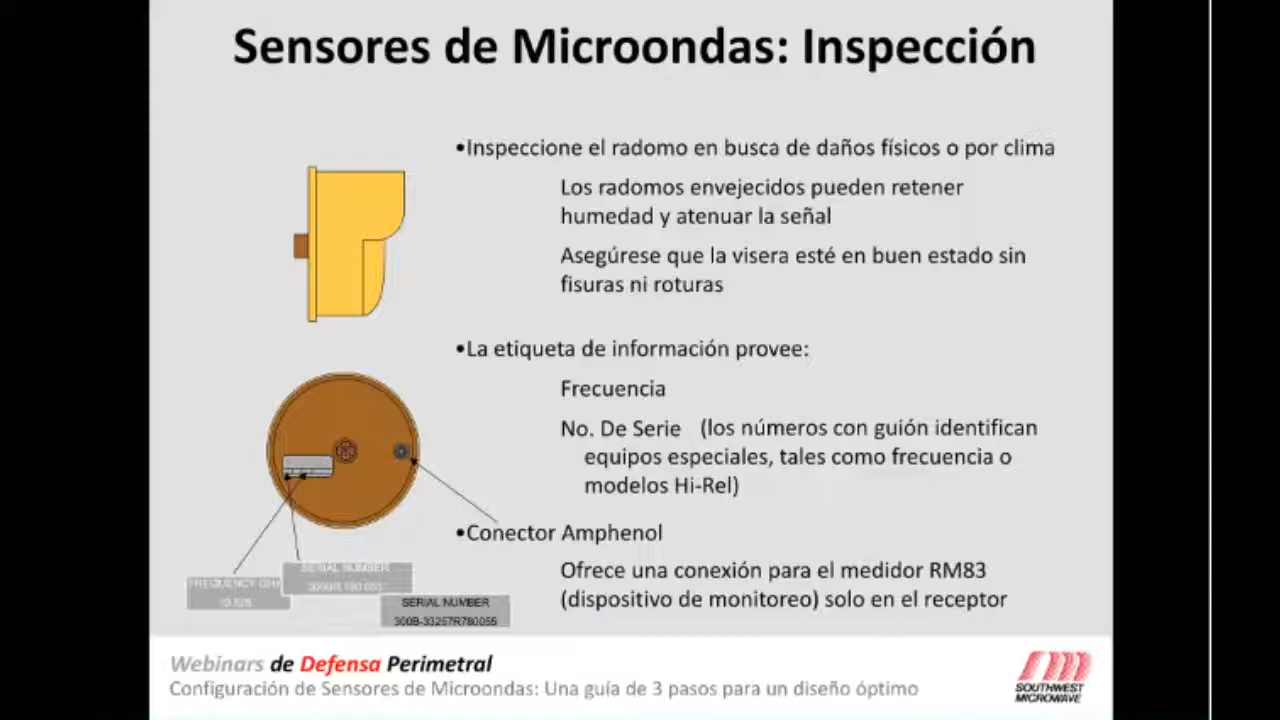 Sensores de Microondas: Inspección
•Inspeccione el radomo en busca de daños físicos o por clima
Los radomos envejecidos pueden retener
humedad y atenuar la señal
Asegúrese que la visera esté en buen estado sin
fisuras ni roturas
•La etiqueta de información provee:
Frecuencia
No. De Serie (los números con guión identifican
equipos especiales, tales como frecuencia o
modelos Hi-Rel)
•Conector Amphenol
Ofrece una conexión para el medidor RM83
(dispositivo de monitoreo) solo en el receptor
FREQUENCY
SERIAL NUMBER
SERIAL NUMBER
300B-33257R780055
Webinars de Defensa Perimetral
Configuración de Sensores de Microondas: Una guía de 3 pasos para un diseño óptimo
SOUTHWEST
MICROWAVE